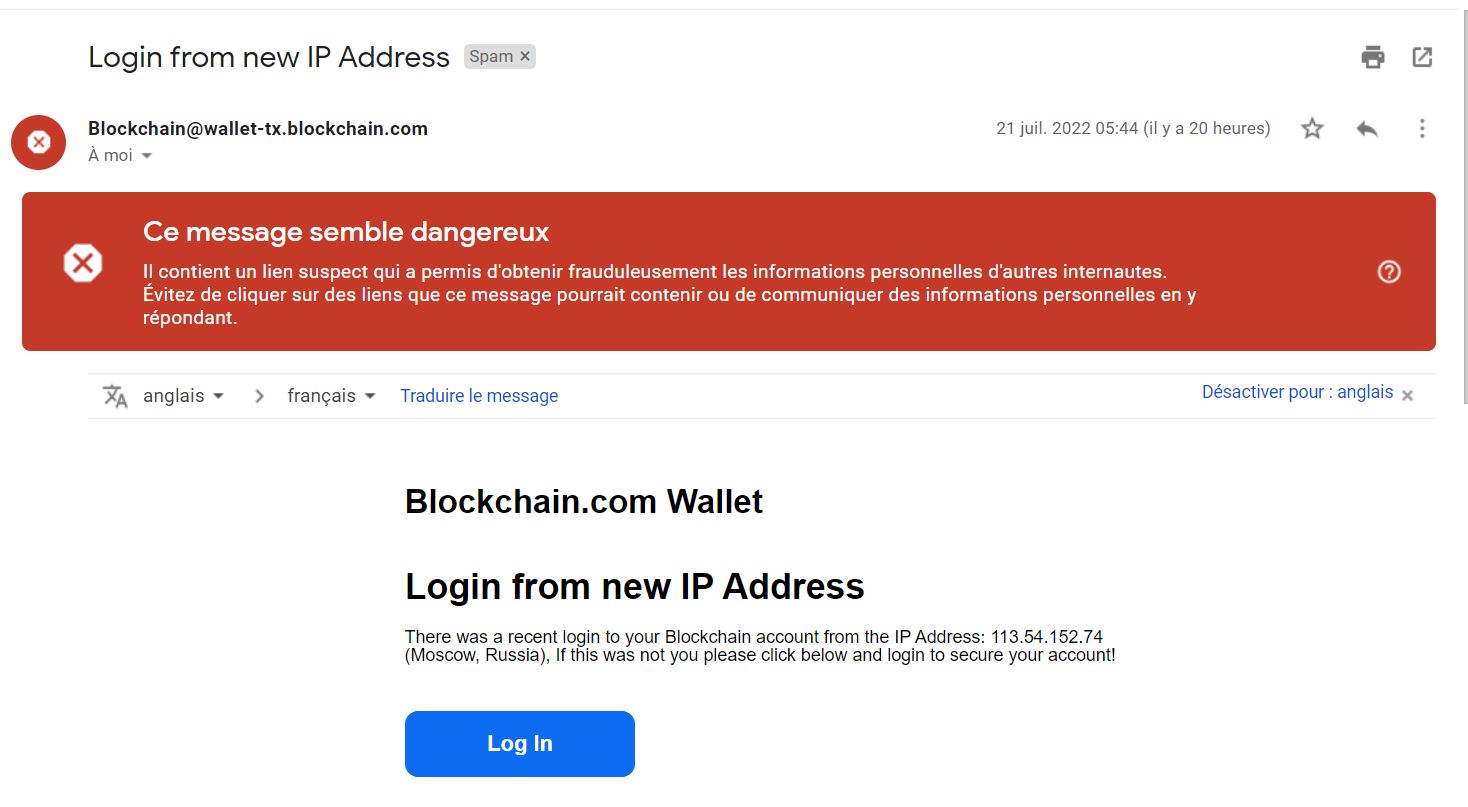 Login from new IP Address Spam ×
Blockchain@wallet-tx.blockchain.com
21 juil. 2022 05:44 (il y a 20 heures)
À moi
Ce message semble dangereux
Il contient un lien suspect qui a permis d'obtenir frauduleusement les informations personnelles d'autres internautes.
Évitez de cliquer sur des liens que ce message pourrait contenir ou de communiquer des informations personnelles en y
répondant.
anglais > français Traduire le message Désactiver pour : anglais ×
Blockchain.com Wallet
Login from new IP Address
There was a recent login to your Blockchain account from the IP Address: 113.54.152.74
(Moscow, Russia), If this was not you please click below and login to secure your account!
Log In